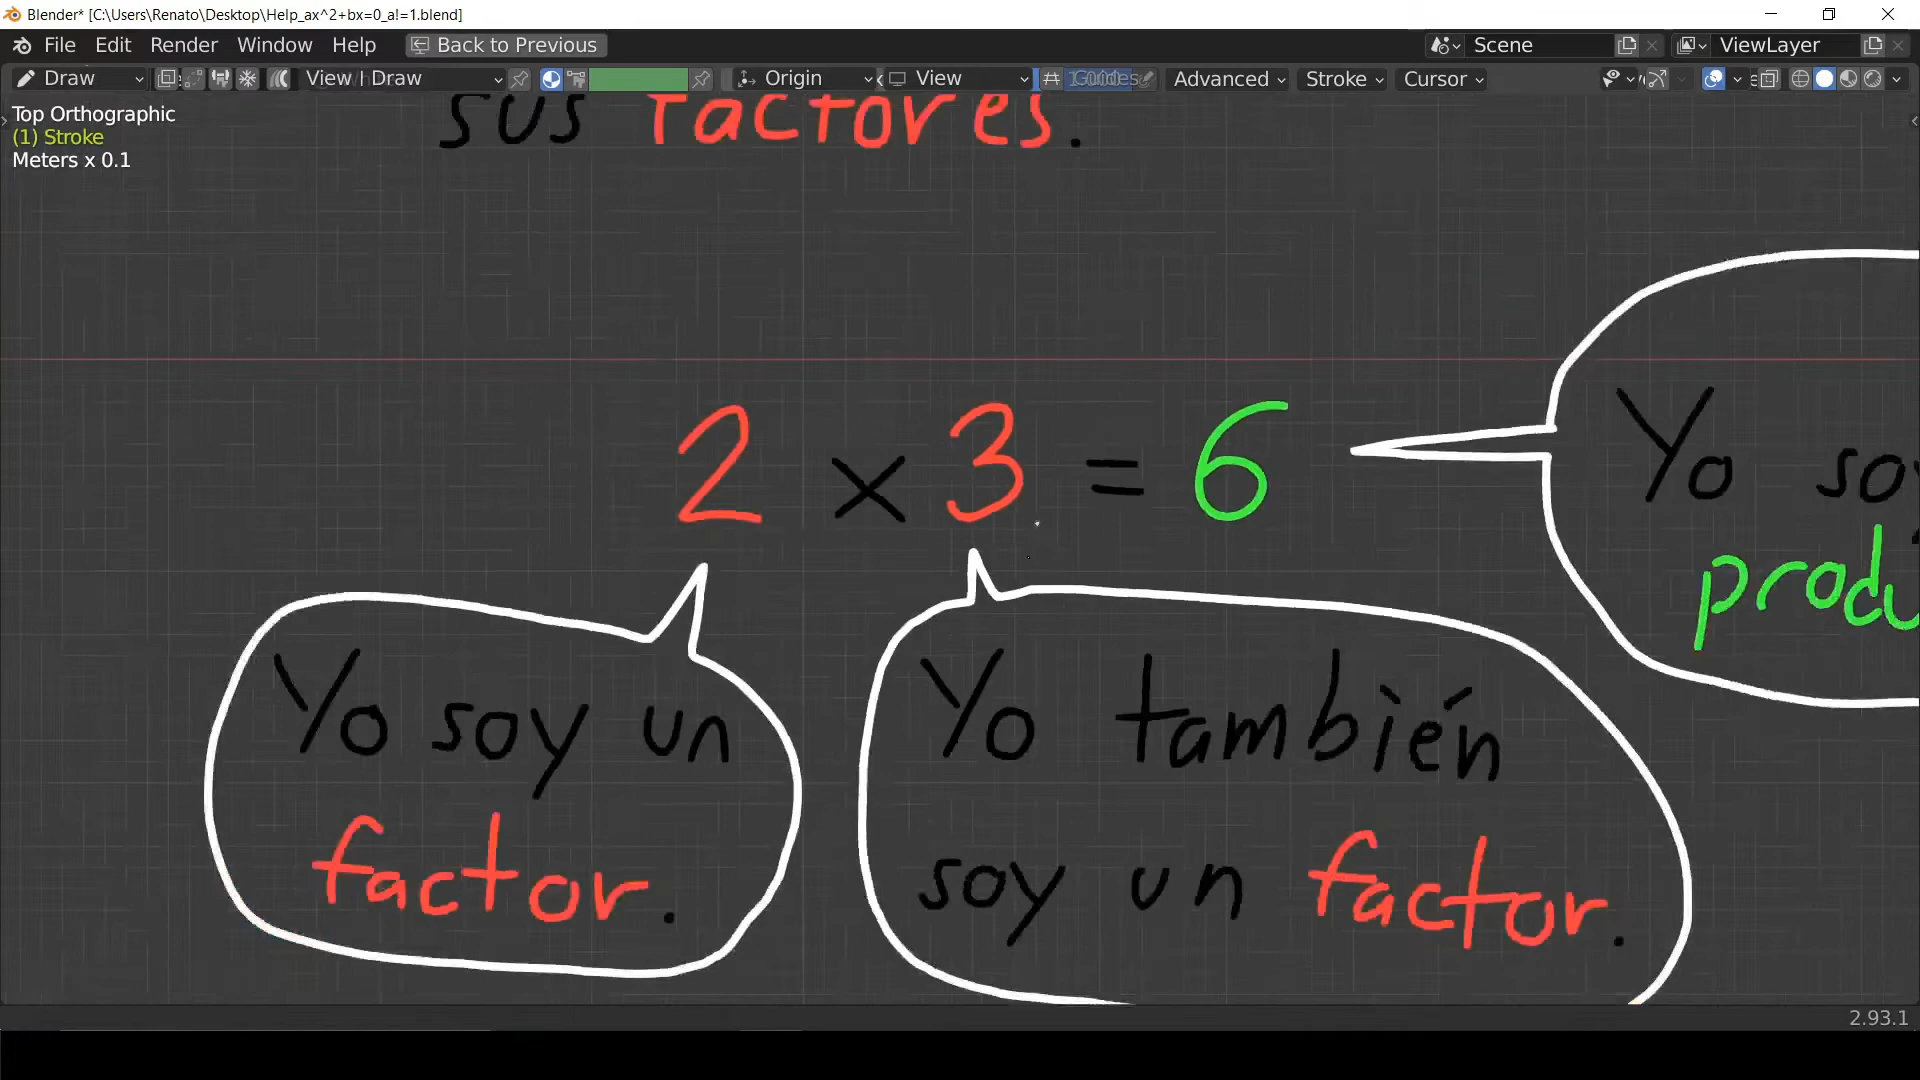 Blender* [C:\Users\Renato\Desktop\Help_ax^2+bx=0_a!=1.blend]
File Edit Render Window Help Back to Previous Scene ViewLayer
Draw View Draw Origin View Guides Advanced Stroke Cursor
Top Orthographic
(1) Stroke
Meters x 0.1
sus factores.
2 x 3 = 6
Yo soy un
factor.
Yo también
soy un factor.
Yo
2.93.1